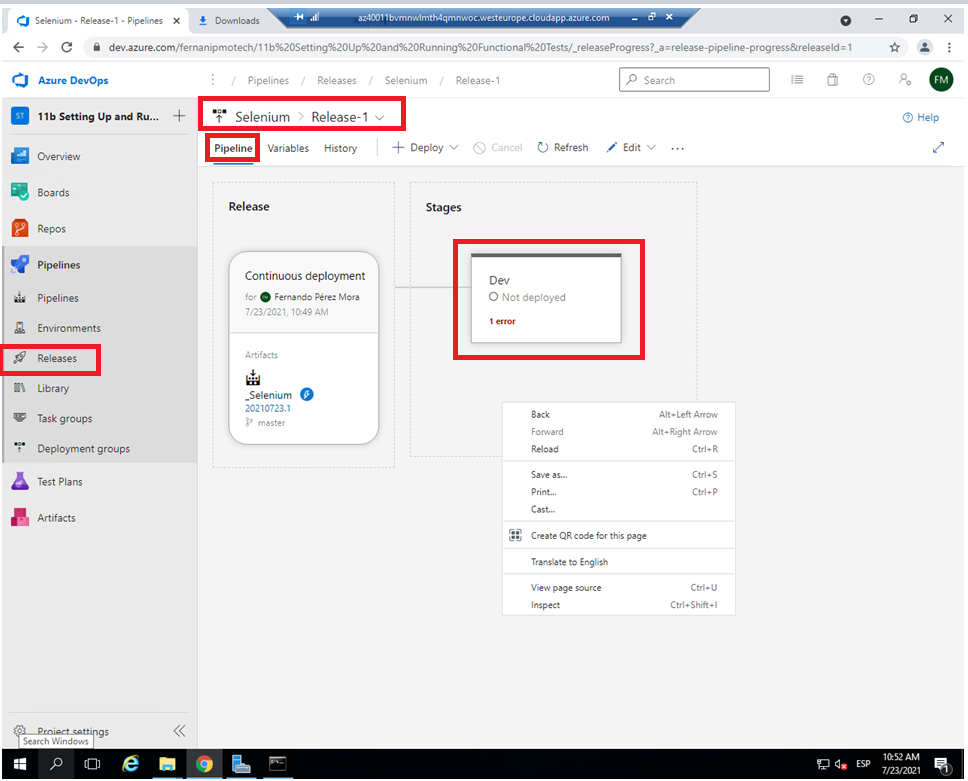 Selenium - Release-1 - Pipelines
Downloads
az40011bvmnwlmth4qmnwoc.westeurope.cloudapp.azure.com
dev.azure.com/fernanipmotech/11b%20Setting%20Up%20and%20Running%20Functional%20Tests/_releaseProgress?_a=release-pipeline-progress&releaseId=1
Azure DevOps
/ Pipelines / Releases / Selenium / Release-1
Search
FM
ST 11b Setting Up and Ru... +
Selenium > Release-1
Help
Pipeline Variables History
Deploy Cancel Refresh Edit ...
Overview
Boards
Repos
Pipelines
Pipelines
Environments
Releases
Library
Task groups
Deployment groups
Test Plans
Artifacts
Release
Continuous deployment
for FM Fernando Pérez Mora
7/23/2021, 10:49 AM
Artifacts
_Selenium
20210723.1
master
Stages
Dev
Not deployed
1 error
Back Alt+Left Arrow
Forward Alt+Right Arrow
Reload Ctrl+R
Save as... Ctrl+S
Print... Ctrl+P
Cast...
Create QR code for this page
Translate to English
View page source Ctrl+U
Inspect Ctrl+Shift+I
Project settings
Search Windows
ESP
10:52 AM
7/23/2021
1